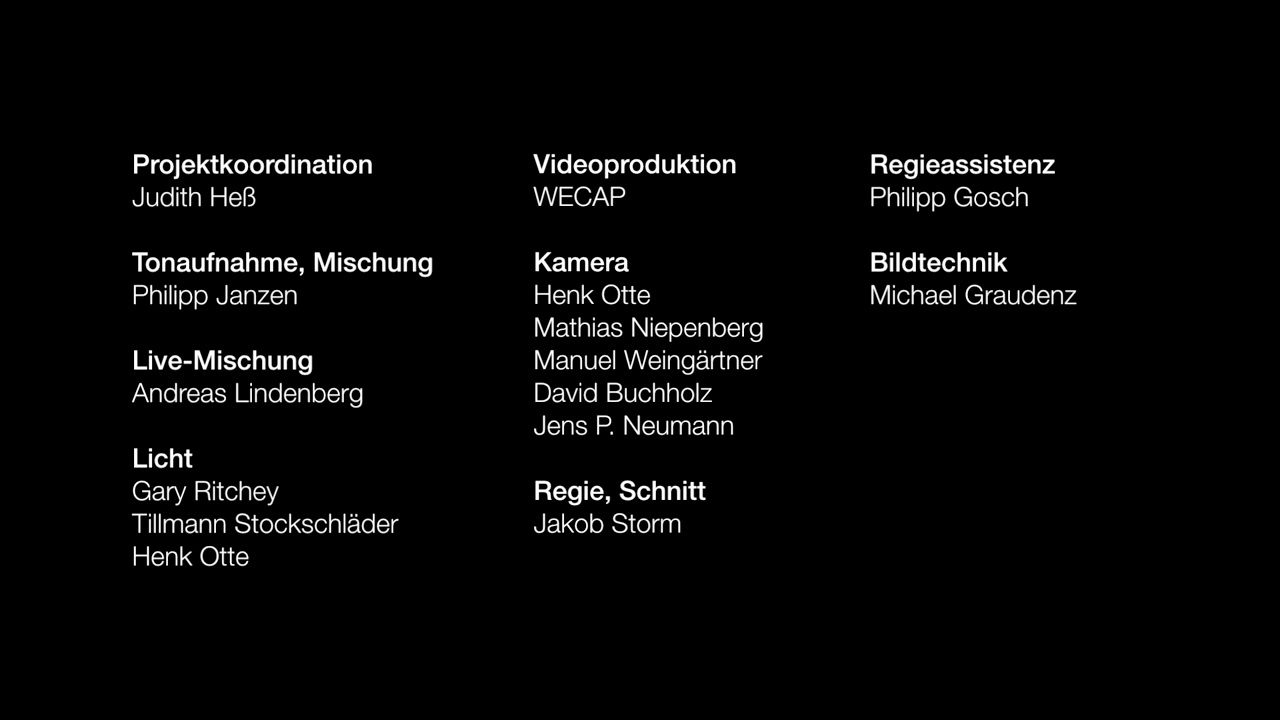 Projektkoordination
Judith Heß
Tonaufnahme, Mischung
Philipp Janzen
Live-Mischung
Andreas Lindenberg
Licht
Gary Ritchey
Tillmann Stockschläder
Henk Otte
Videoproduktion
WECAP
Kamera
Henk Otte
Mathias Niepenberg
Manuel Weingärtner
David Buchholz
Jens P. Neumann
Regie, Schnitt
Jakob Storm
Regieassistenz
Philipp Gosch
Bildtechnik
Michael Graudenz